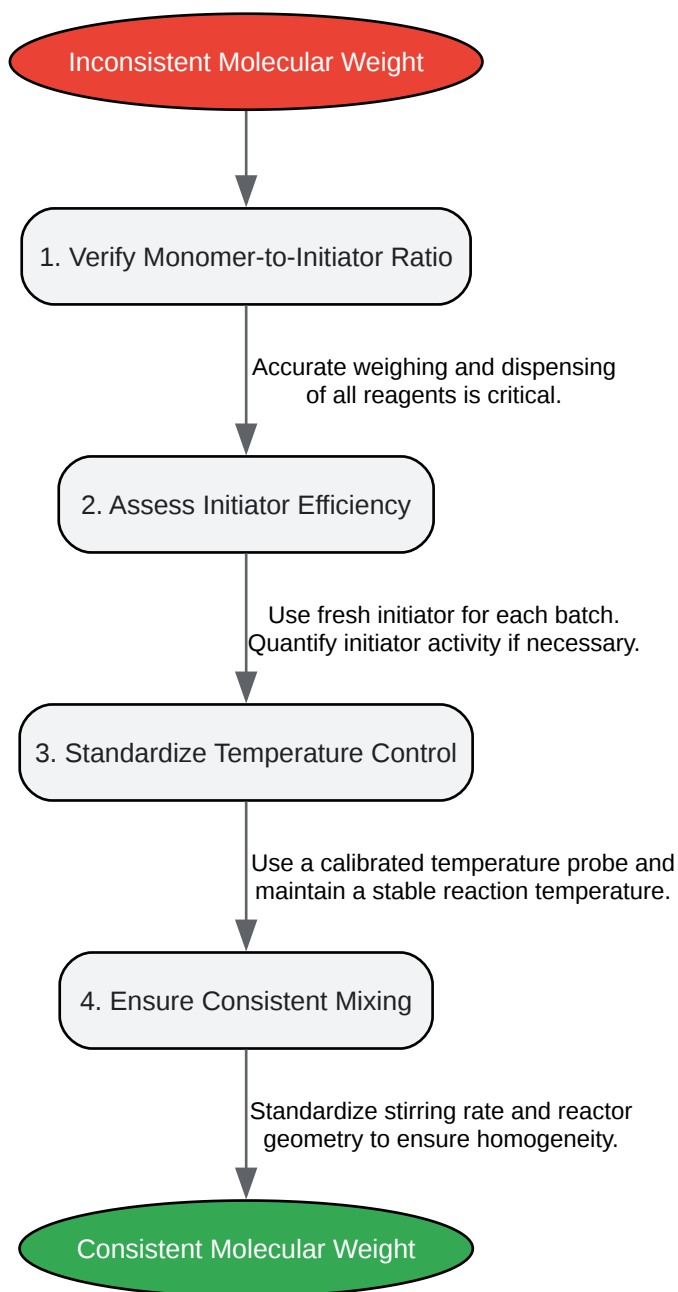 Inconsistent Molecular Weight
1. Verify Monomer-to-Initiator Ratio
Accurate weighing and dispensing
of all reagents is critical.
2. Assess Initiator Efficiency
Use fresh initiator for each batch.
Quantify initiator activity if necessary.
3. Standardize Temperature Control
Use a calibrated temperature probe and
maintain a stable reaction temperature.
4. Ensure Consistent Mixing
Standardize stirring rate and reactor
geometry to ensure homogeneity.
Consistent Molecular Weight